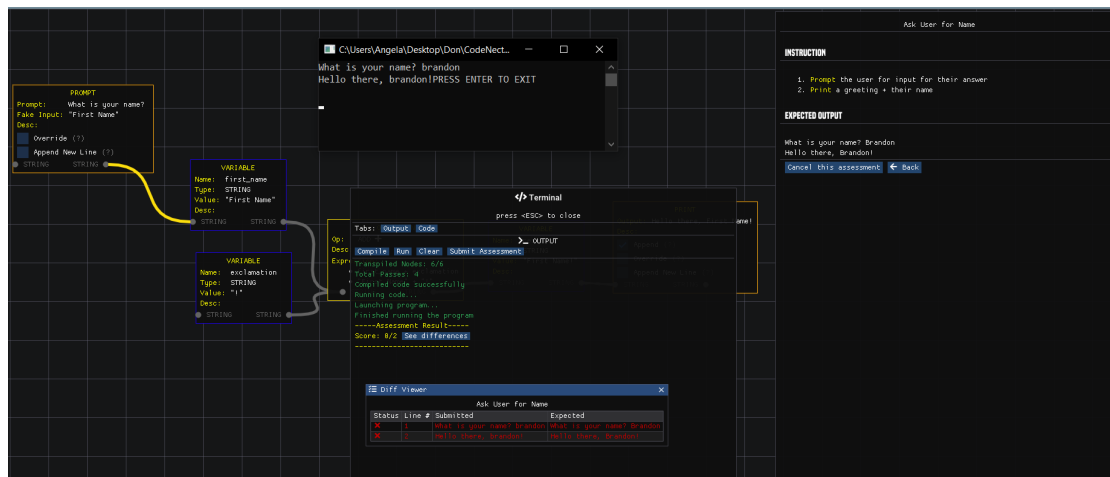 C:\Users\Angela\Desktop\Don\CodeNect...
What is your name? brandon
Hello there, brandon!PRESS ENTER TO EXIT
PROMPT
Prompt: What is your name?
Fake Input: "First Name"
Desc:
Override (?)
Append New Line (?)
STRING STRING
VARIABLE
Name: first_name
Type: STRING
Value: "First Name"
Desc:
STRING STRING
VARIABLE
Name: exclamation
Type: STRING
Value: "!"
Desc:
STRING STRING
Op:
Desc
Expr
ame!
</> Terminal
press <ESC> to close
Tabs: Output Code
>_ OUTPUT
Compile Run Clear Submit Assessment
Transpiled Nodes: 6/6
Total Passes: 4
Compiled code successfully
Running code...
Launching program...
Finished running the program
-----Assessment Result-----
Score: 0/2 See differences
---------------------------
Diff Viewer
Ask User for Name
Status Line # Submitted Expected
1 What is your name? brandon What is your name? Brandon
2 Hello there, brandon! Hello there, Brandon!
Ask User for Name
INSTRUCTION
1. Prompt the user for input for their answer
2. Print a greeting + their name
EXPECTED OUTPUT
What is your name? Brandon
Hello there, Brandon!
Cancel this assessment Back